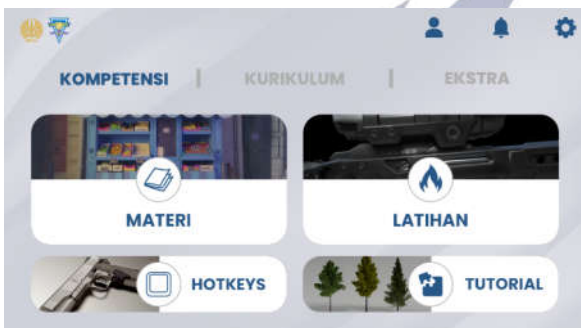 KOMPETENSI | KURIKULUM | EKSTRA
MATERI LATIHAN
HOTKEYS TUTORIAL